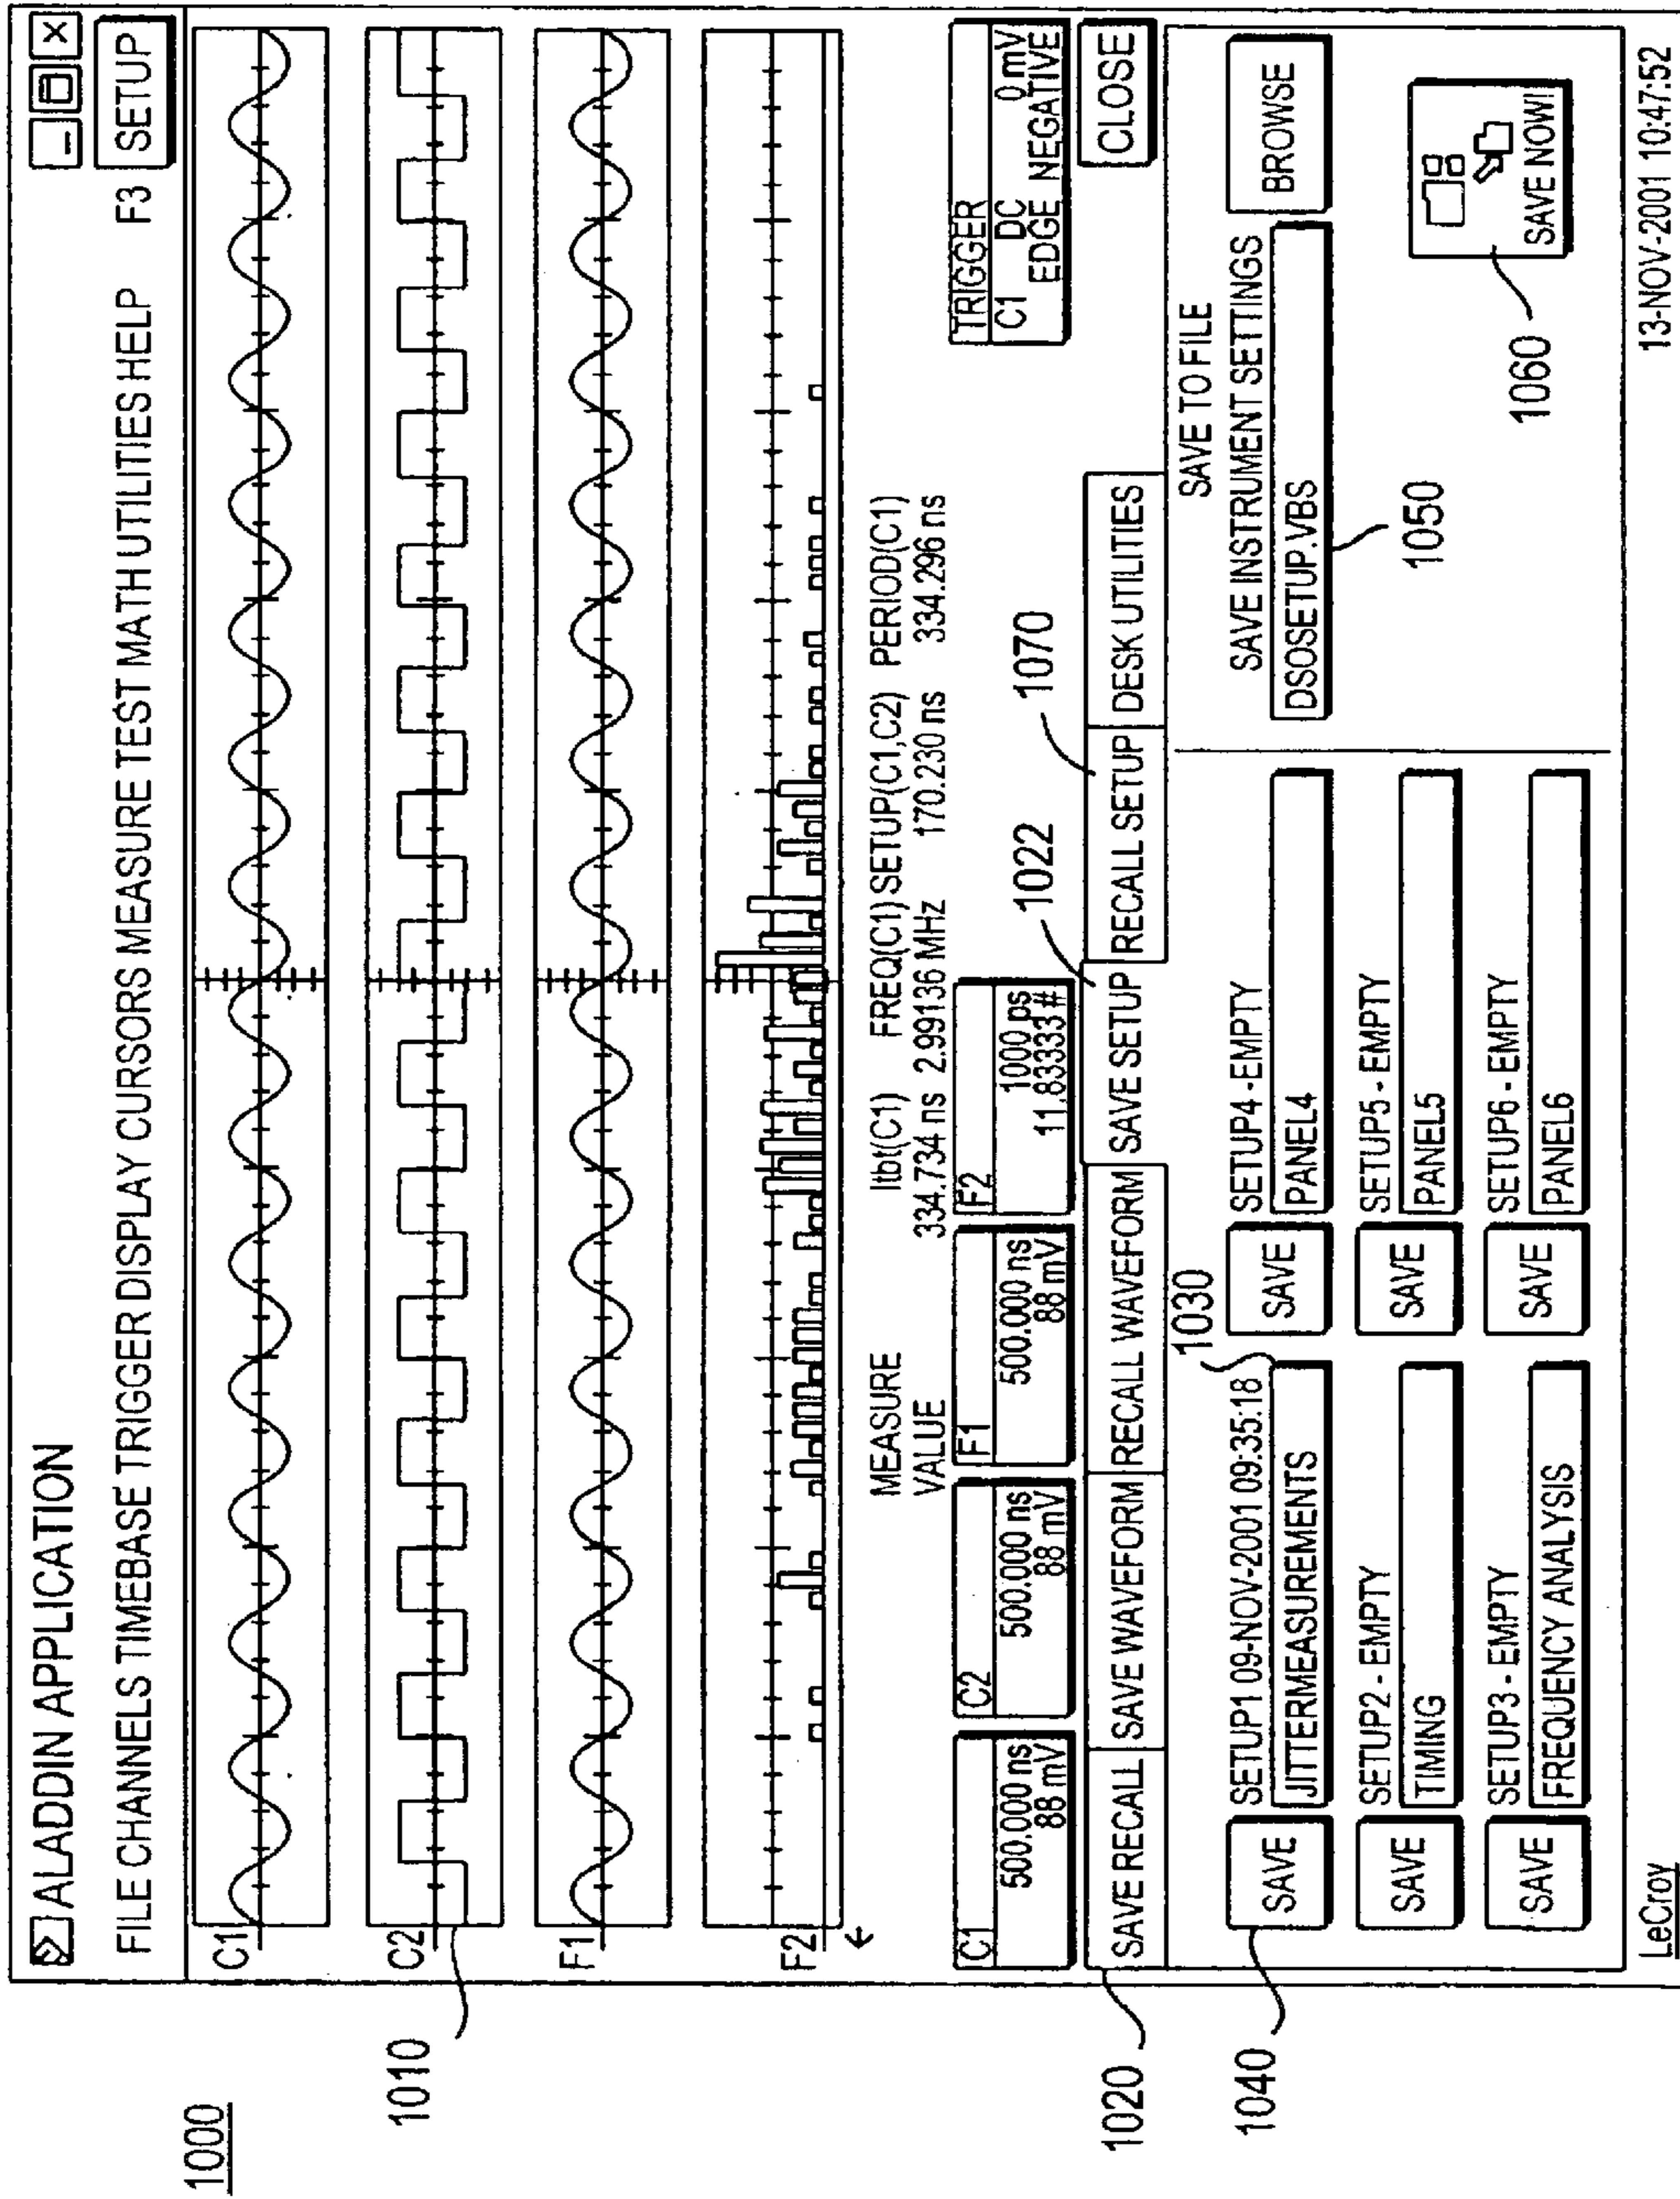 1000
ALADDIN APPLICATION
FILE CHANNELS TIMEBASE TRIGGER DISPLAY CURSORS MEASURE TEST MATH UTILITIES HELP F3 SETUP
C1
C2
1010
F1
F2
MEASURE ltbt(C1) FREQ(C1) SETUP(C1,C2) PERIOD(C1)
VALUE 334.734 ns 2.99136 MHz 170.230 ns 334.296 ns
C1
500.000 ns
88 mV
C2
500.000 ns
88 mV
F1
500.000 ns
88 mV
F2
1000 ps
11.83333 #
TRIGGER
C1 DC 0 mV
EDGE NEGATIVE
1022
1070
CLOSE
1020
SAVE RECALL SAVE WAVEFORM RECALL WAVEFORM SAVE SETUP RECALL SETUP DESK UTILITIES
1030
1040
SETUP1 09-NOV-2001 09:35:18
SAVE JITTERMEASUREMENTS
SETUP2 - EMPTY
SAVE TIMING
SETUP3 - EMPTY
SAVE FREQUENCY ANALYSIS
SETUP4 -EMPTY
SAVE PANEL4
SETUP5 - EMPTY
SAVE PANEL5
SETUP6 - EMPTY
SAVE PANEL6
SAVE TO FILE
SAVE INSTRUMENT SETTINGS
DSOSETUP.VBS BROWSE
1050
1060
SAVE NOW!
LeCroy 13-NOV-2001 10:47:52